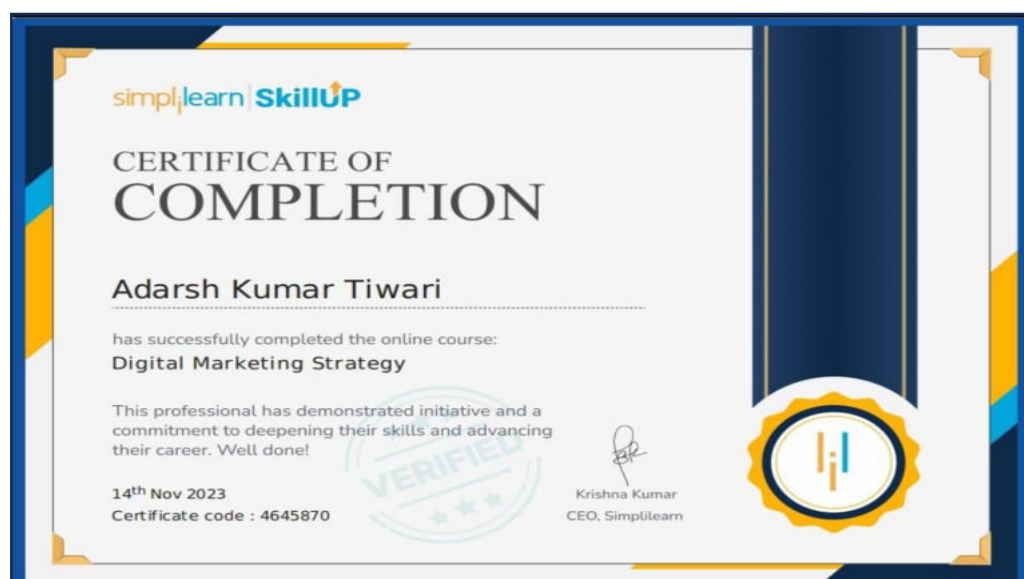 simplilearn SkillUP
CERTIFICATE OF
COMPLETION
Adarsh Kumar Tiwari
has successfully completed the online course:
Digital Marketing Strategy
This professional has demonstrated initiative and a
commitment to deepening their skills and advancing
their career. Well done!
VERIFIED
14th Nov 2023
Certificate code : 4645870
Krishna Kumar
CEO, Simplilearn